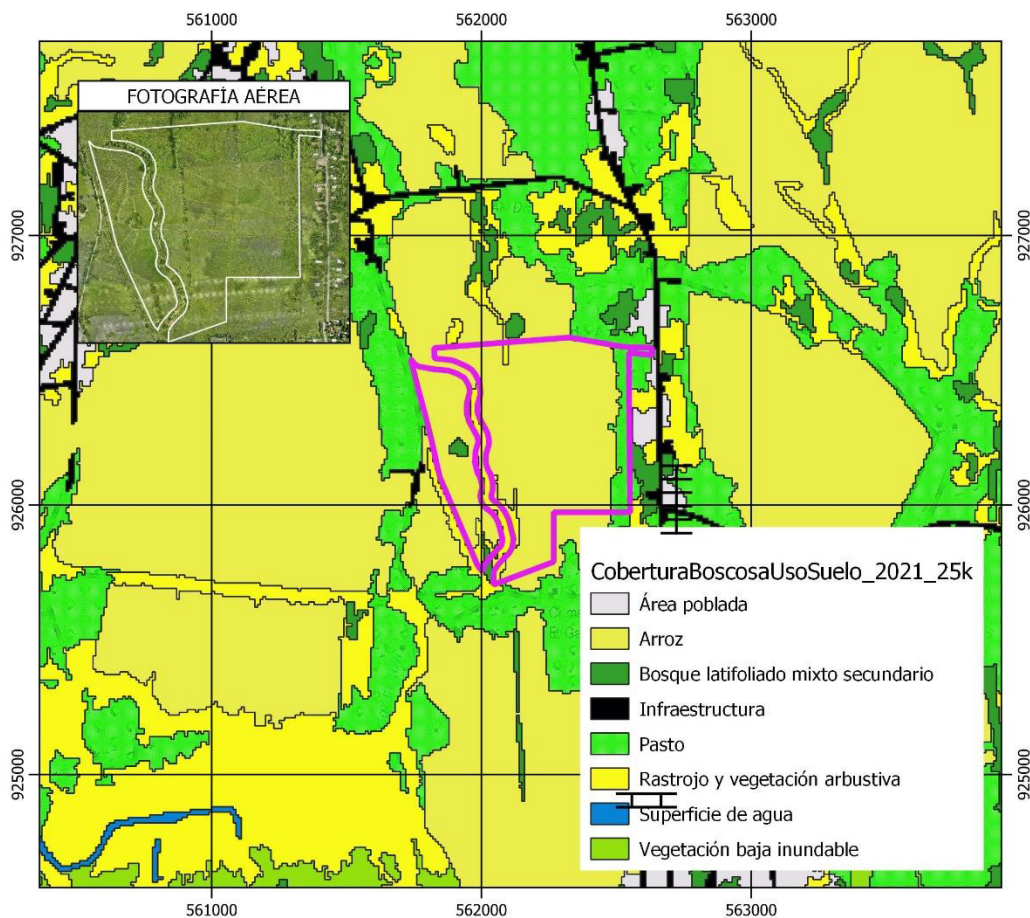 561000 562000 563000
FOTOGRAFÍA AÉREA
927000 927000
926000 926000
CoberturaBoscosaUsoSuelo_2021_25k
Área poblada
Arroz
Bosque latifoliado mixto secundario
Infraestructura
Pasto
Rastrojo y vegetación arbustiva
Superficie de agua
Vegetación baja inundable
925000 925000
561000 562000 563000